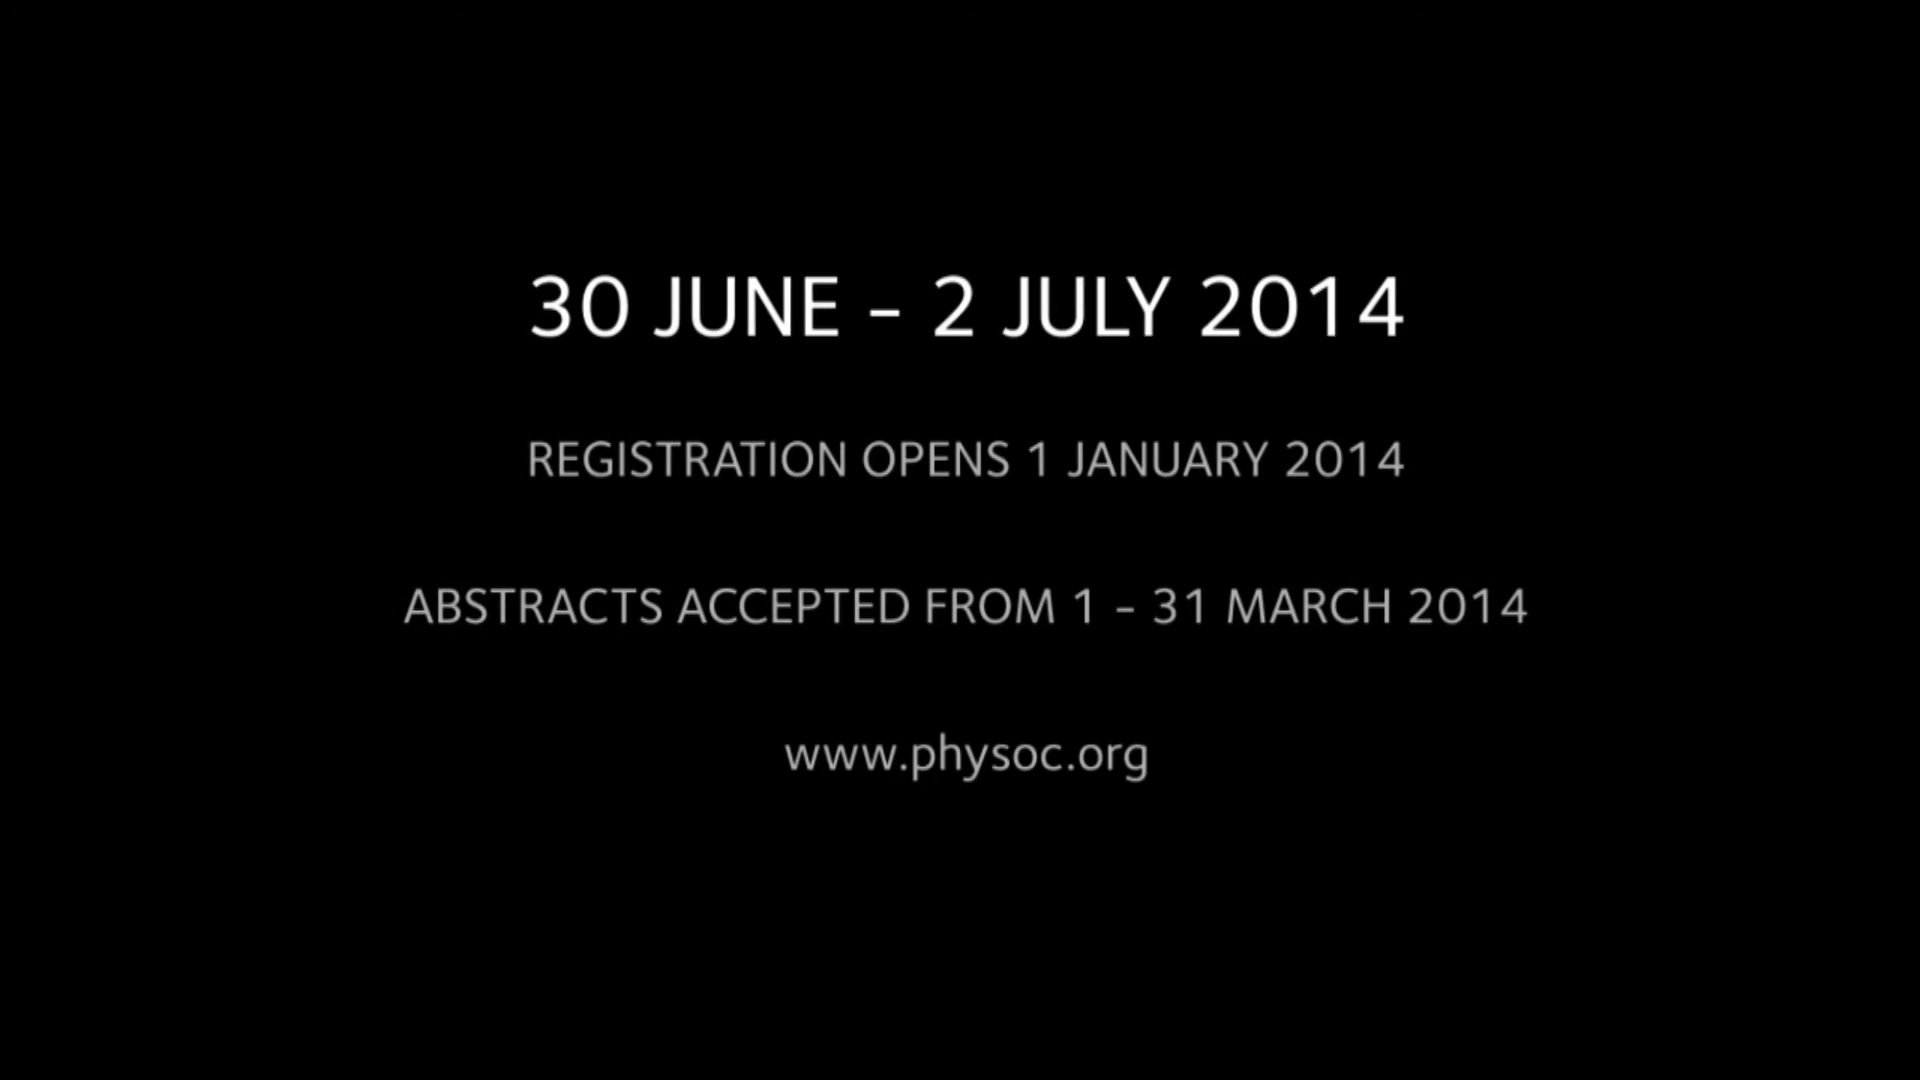 30 JUNE – 2 JULY 2014
REGISTRATION OPENS 1 JANUARY 2014
ABSTRACTS ACCEPTED FROM 1 – 31 MARCH 2014
www.physoc.org